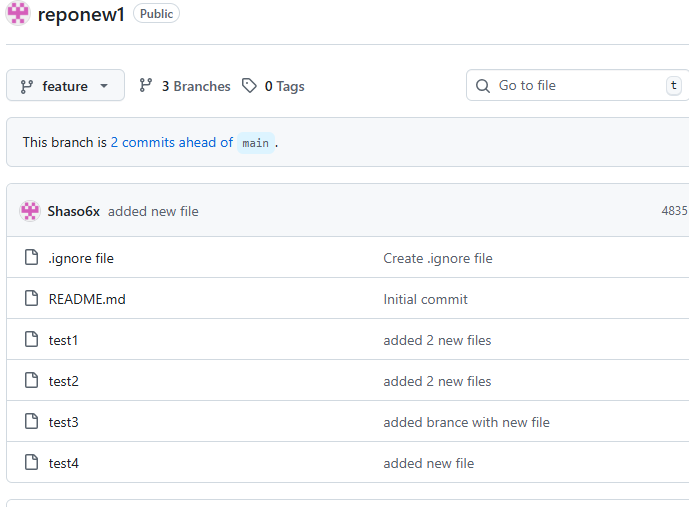 reponew1 Public
feature 3 Branches 0 Tags Go to file t
This branch is 2 commits ahead of main.
Shaso6x added new file 4835
.ignore file Create .ignore file
README.md Initial commit
test1 added 2 new files
test2 added 2 new files
test3 added brance with new file
test4 added new file